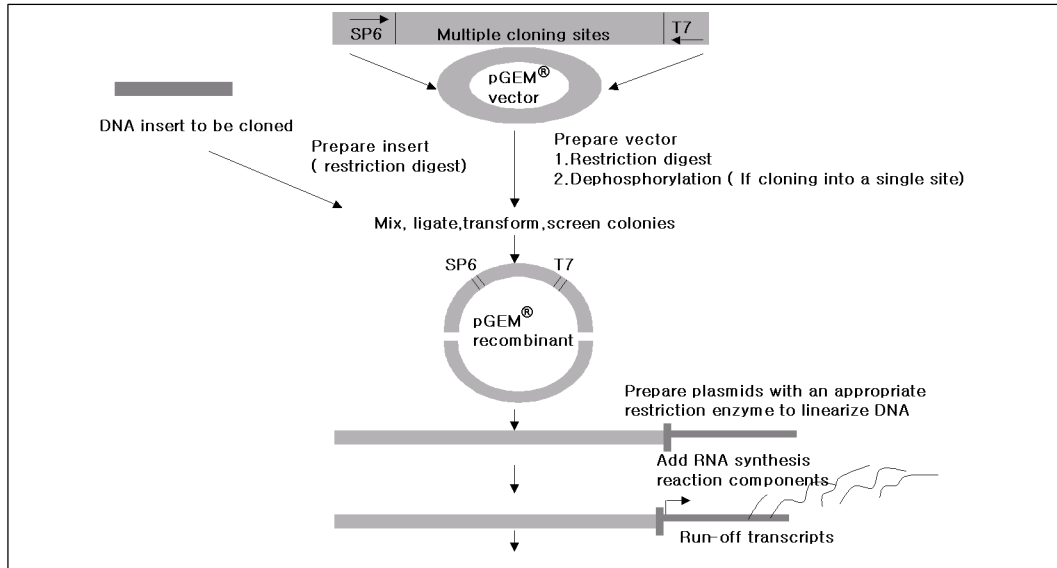 SP6
Multiple cloning sites
T7
pGEM®
vector
DNA insert to be cloned
Prepare insert
( restriction digest)
Prepare vector
1.Restriction digest
2.Dephosphorylation ( If cloning into a single site)
Mix, ligate,transform,screen colonies
SP6
T7
pGEM®
recombinant
Prepare plasmids with an appropriate
restriction enzyme to linearize DNA
Add RNA synthesis
reaction components
Run-off transcripts